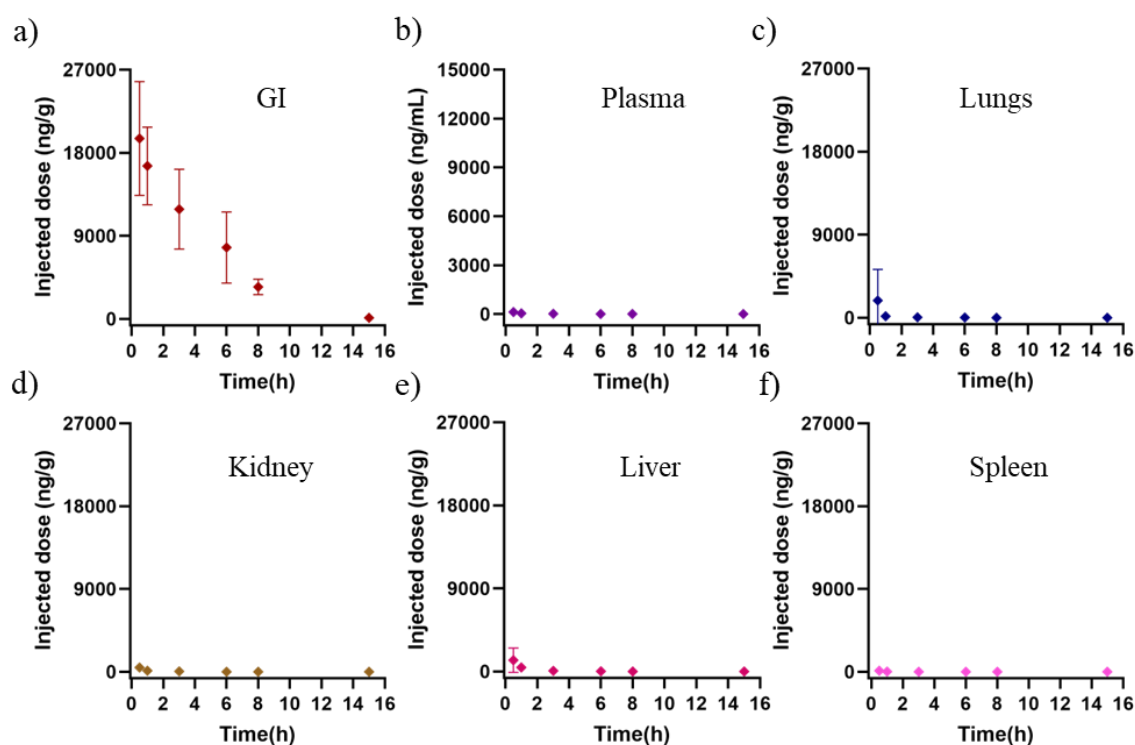 a)
GI
Injected dose (ng/g)
27000
18000
9000
0
0 2 4 6 8 10 12 14 16
Time(h)
b)
Plasma
Injected dose (ng/mL)
15000
12000
9000
6000
3000
0
0 2 4 6 8 10 12 14 16
Time(h)
c)
Lungs
Injected dose (ng/g)
27000
18000
9000
0
0 2 4 6 8 10 12 14 16
Time(h)
d)
Kidney
Injected dose (ng/g)
27000
18000
9000
0
0 2 4 6 8 10 12 14 16
Time(h)
e)
Liver
Injected dose (ng/g)
27000
18000
9000
0
0 2 4 6 8 10 12 14 16
Time(h)
f)
Spleen
Injected dose (ng/g)
27000
18000
9000
0
0 2 4 6 8 10 12 14 16
Time(h)